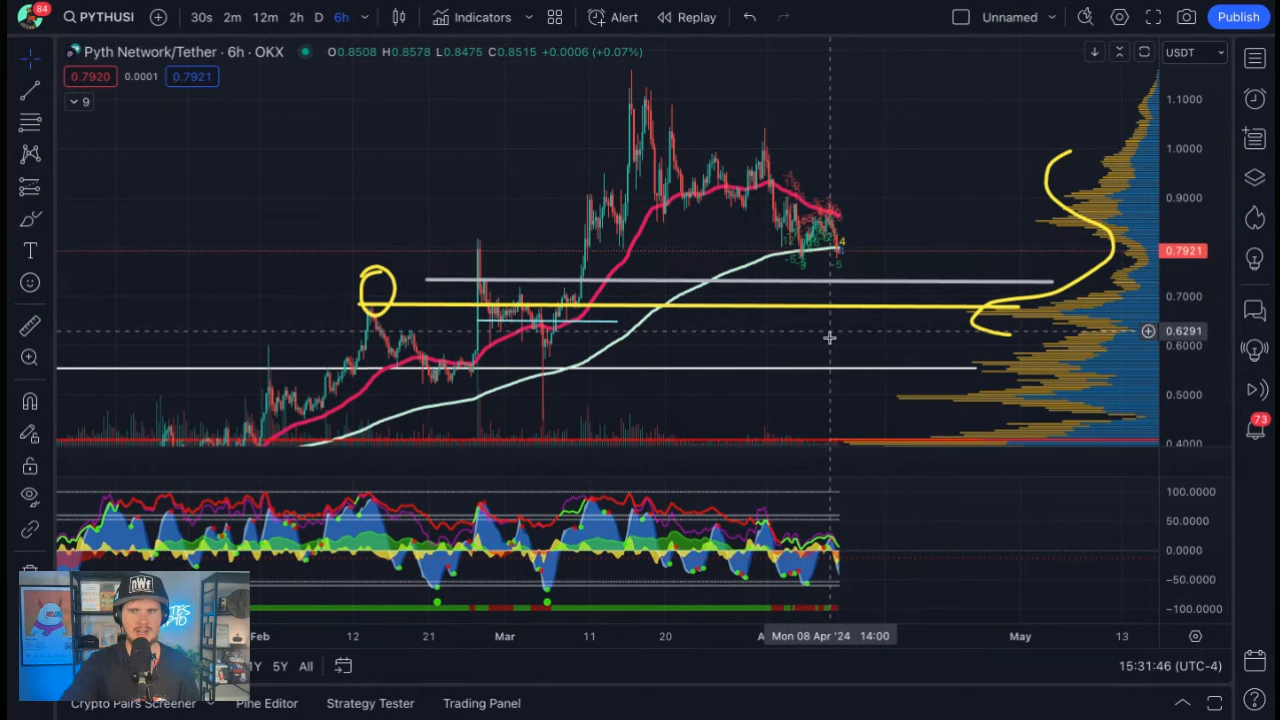 84 PYTHUSI 30s 2m 12m 2h D 6h Indicators Alert Replay Unnamed Publish
Pyth Network/Tether · 6h · OKX O0.8508 H0.8578 L0.8475 C0.8515 +0.0006 (+0.07%) USDT
0.7920 0.0001 0.7921
9
1.1000
1.0000
0.9000
0.7921
0.7000
0.6291
0.6000
0.5000
0.4000
100.0000
50.0000
0.0000
−50.0000
−100.0000
73
Feb 12 21 Mar 11 20 Mon 08 Apr '24 14:00 May 13
1Y 5Y All 15:31:46 (UTC-4)
Crypto Pairs Screener Pine Editor Strategy Tester Trading Panel